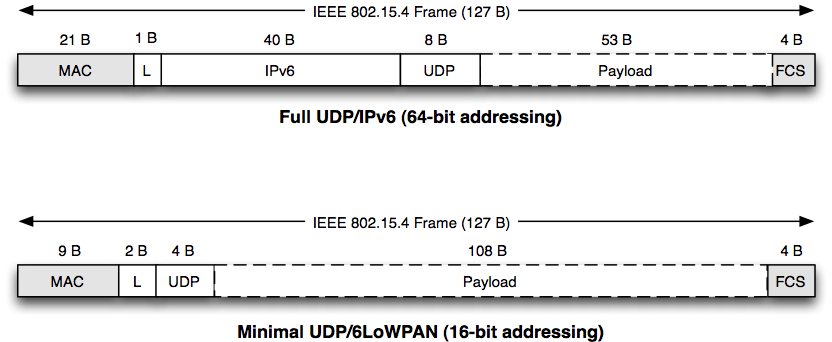 IEEE 802.15.4 Frame (127 B)
21 B 1 B 40 B 8 B 53 B 4 B
MAC L IPv6 UDP Payload FCS
Full UDP/IPv6 (64-bit addressing)
IEEE 802.15.4 Frame (127 B)
9 B 2 B 4 B 108 B 4 B
MAC L UDP Payload FCS
Minimal UDP/6LoWPAN (16-bit addressing)